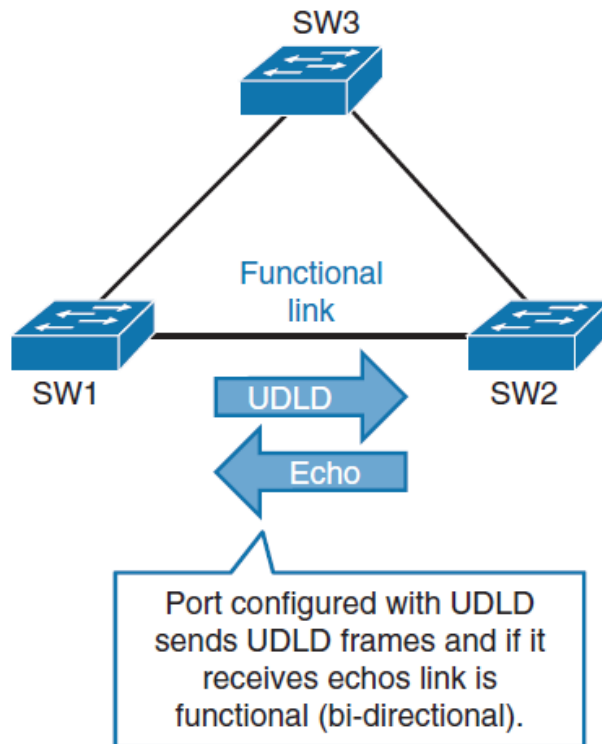 SW3
Functional
link
SW1
SW2
UDLD
Echo
Port configured with UDLD
sends UDLD frames and if it
receives echos link is
functional (bi-directional).